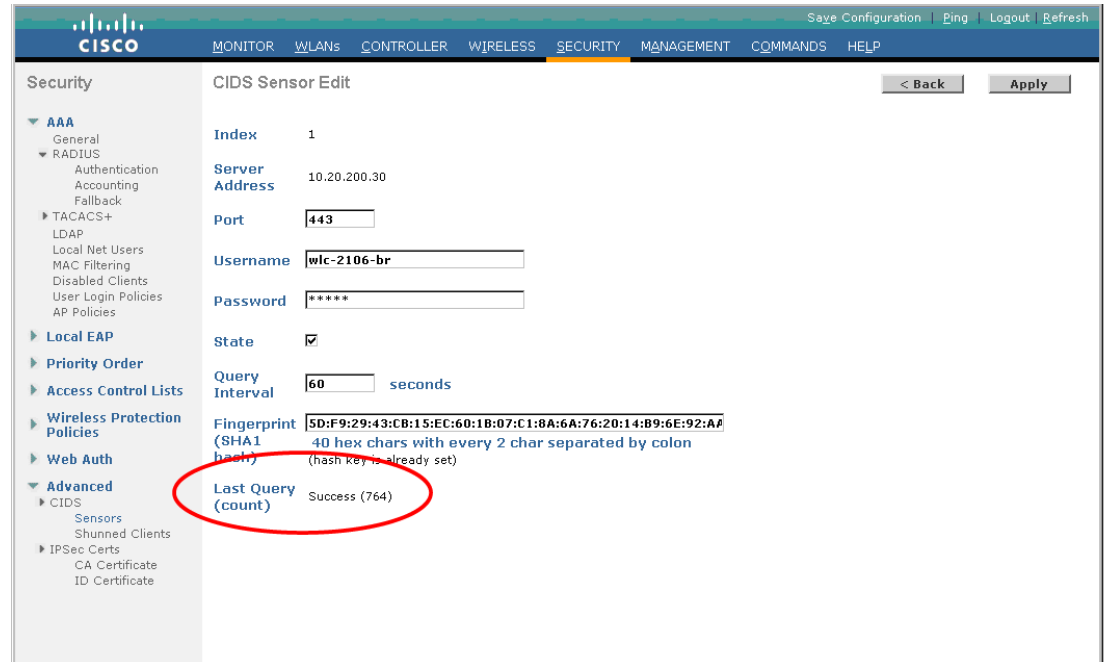 Save Configuration | Ping | Logout | Refresh
CISCO
MONITOR WLANs CONTROLLER WIRELESS SECURITY MANAGEMENT COMMANDS HELP
Security
CIDS Sensor Edit
< Back
Apply
AAA
General
RADIUS
Authentication
Accounting
Fallback
TACACS+
LDAP
Local Net Users
MAC Filtering
Disabled Clients
User Login Policies
AP Policies
Local EAP
Priority Order
Access Control Lists
Wireless Protection
Policies
Web Auth
Advanced
CIDS
Sensors
Shunned Clients
IPSec Certs
CA Certificate
ID Certificate
Index 1
Server
Address 10.20.200.30
Port 443
Username wlc-2106-br
Password *****
State
Query
Interval 60 seconds
Fingerprint 5D:F9:29:43:CB:15:EC:60:1B:07:C1:8A:6A:76:20:14:B9:6E:92:AA
(SHA1 40 hex chars with every 2 char separated by colon
hash) (hash key is already set)
Last Query
(count) Success (764)